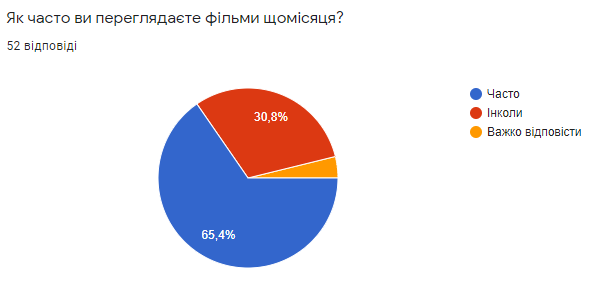 Як часто ви переглядаєте фільми щомісяця?
52 відповіді
30,8%
65,4%
Часто
Інколи
Важко відповісти